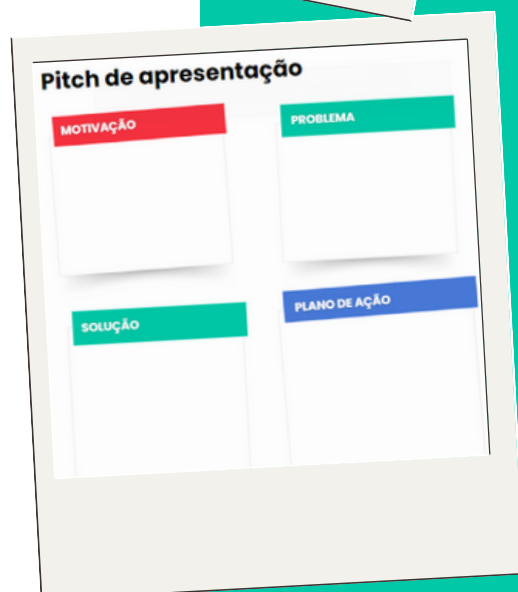 Pitch de apresentação
MOTIVAÇÃO
PROBLEMA
SOLUÇÃO
PLANO DE AÇÃO